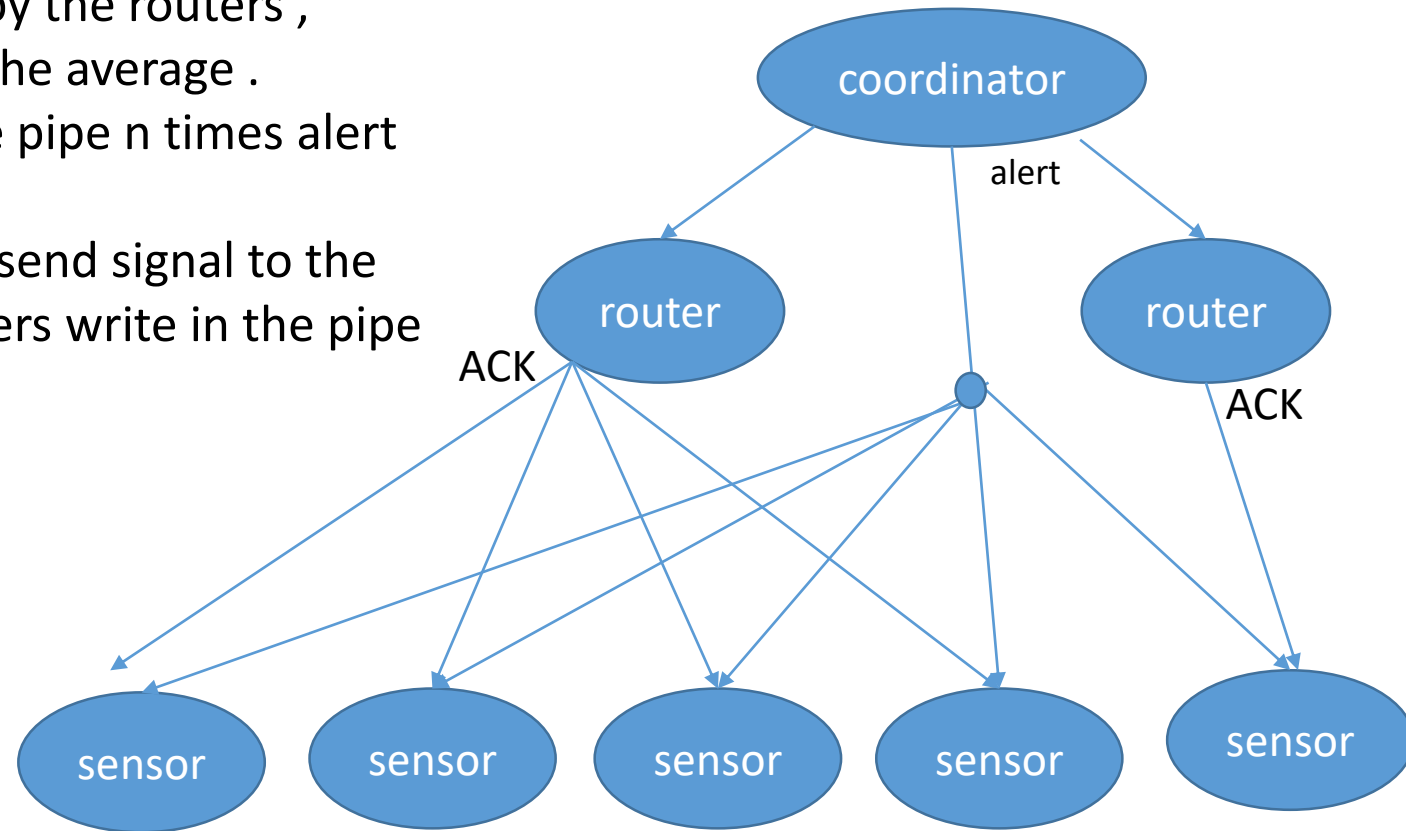 by the routers ,
he average .
e pipe n times alert
send signal to the
ers write in the pipe
coordinator
alert
router
router
ACK
ACK
sensor
sensor
sensor
sensor
sensor